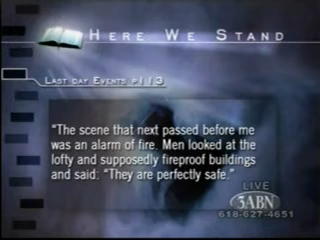 HERE WE STAND
LAST DAY EVENTS P113
"The scene that next passed before me
was an alarm of fire. Men looked at the
lofty and supposedly fireproof buildings
and said: "They are perfectly safe."
LIVE
3ABN
618-627-4651